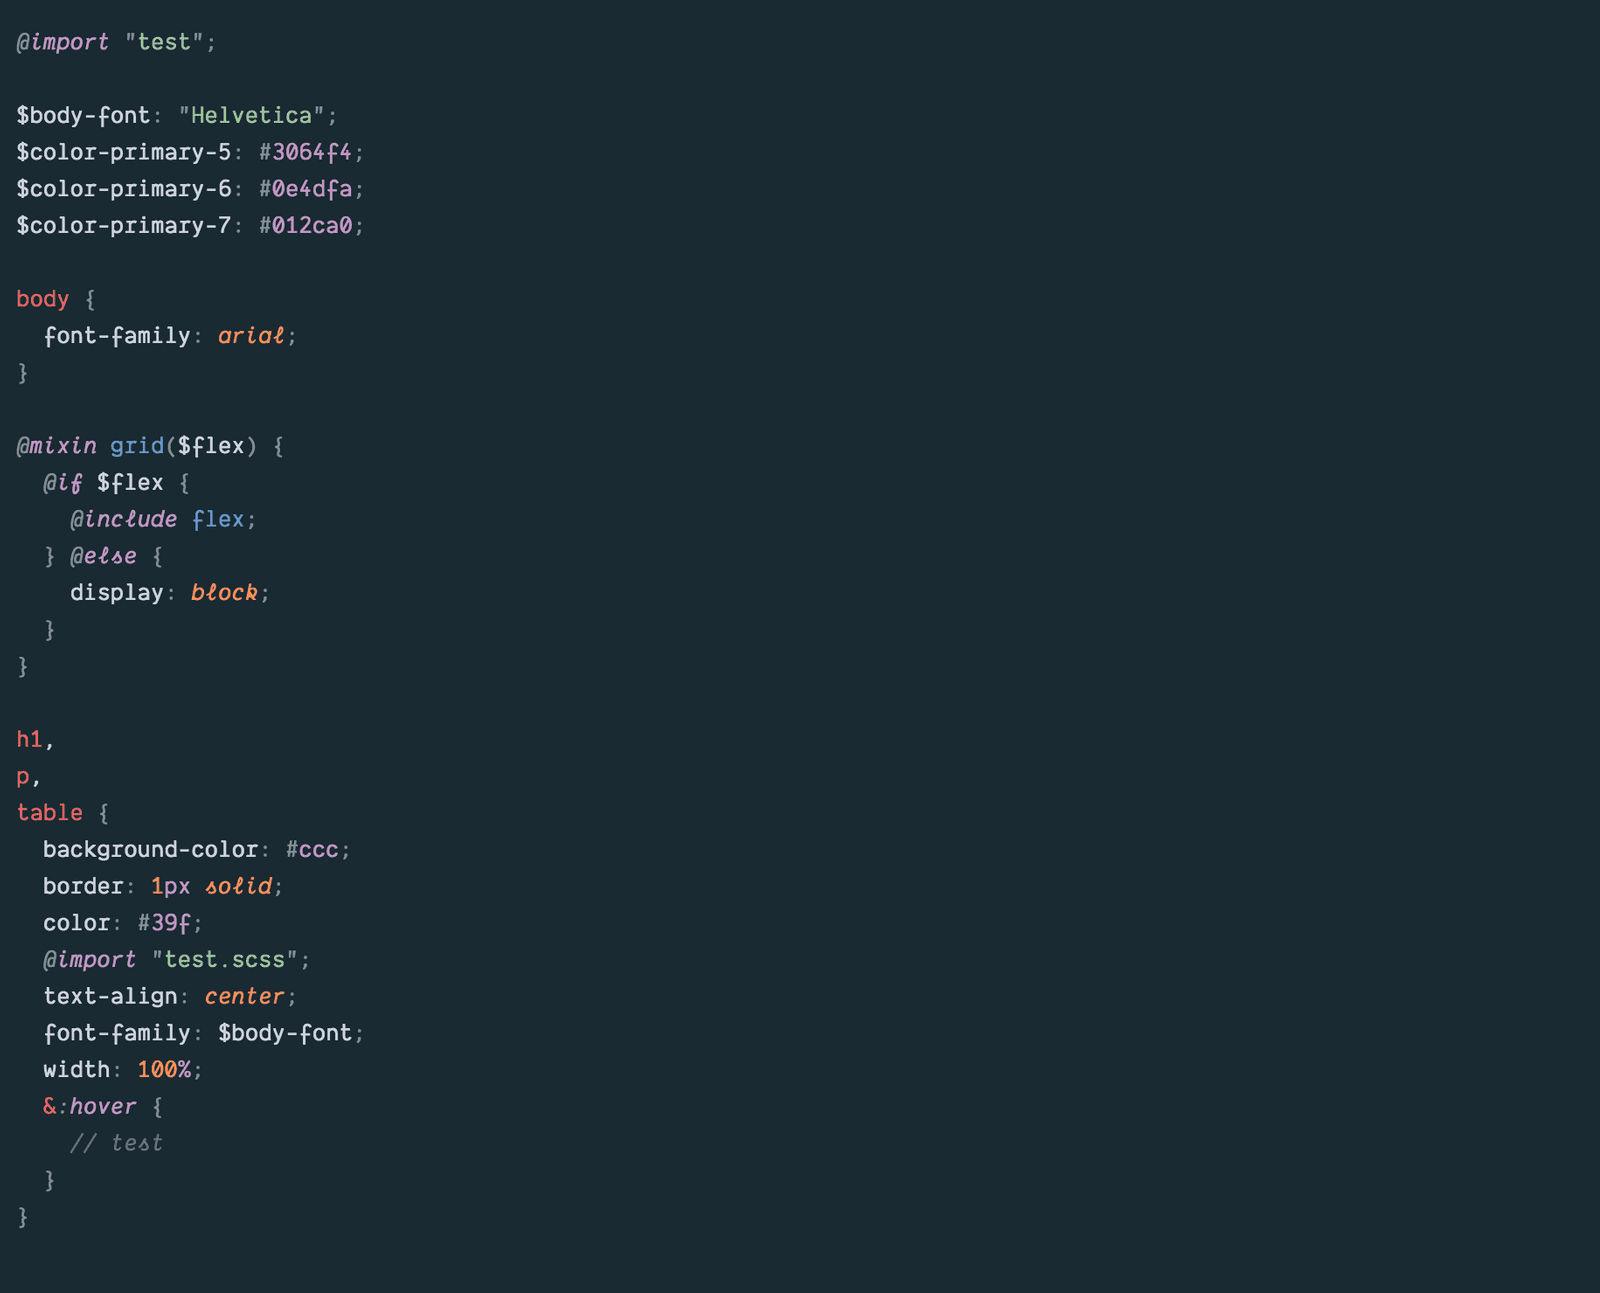 @import "test";
$body-font: "Helvetica";
$color-primary-5: #3064f4;
$color-primary-6: #0e4dfa;
$color-primary-7: #012ca0;
body {
  font-family: arial;
}
@mixin grid($flex) {
  @if $flex {
    @include flex;
  } @else {
    display: block;
  }
}
h1,
p,
table {
  background-color: #ccc;
  border: 1px solid;
  color: #39f;
  @import "test.scss";
  text-align: center;
  font-family: $body-font;
  width: 100%;
  &:hover {
    // test
  }
}